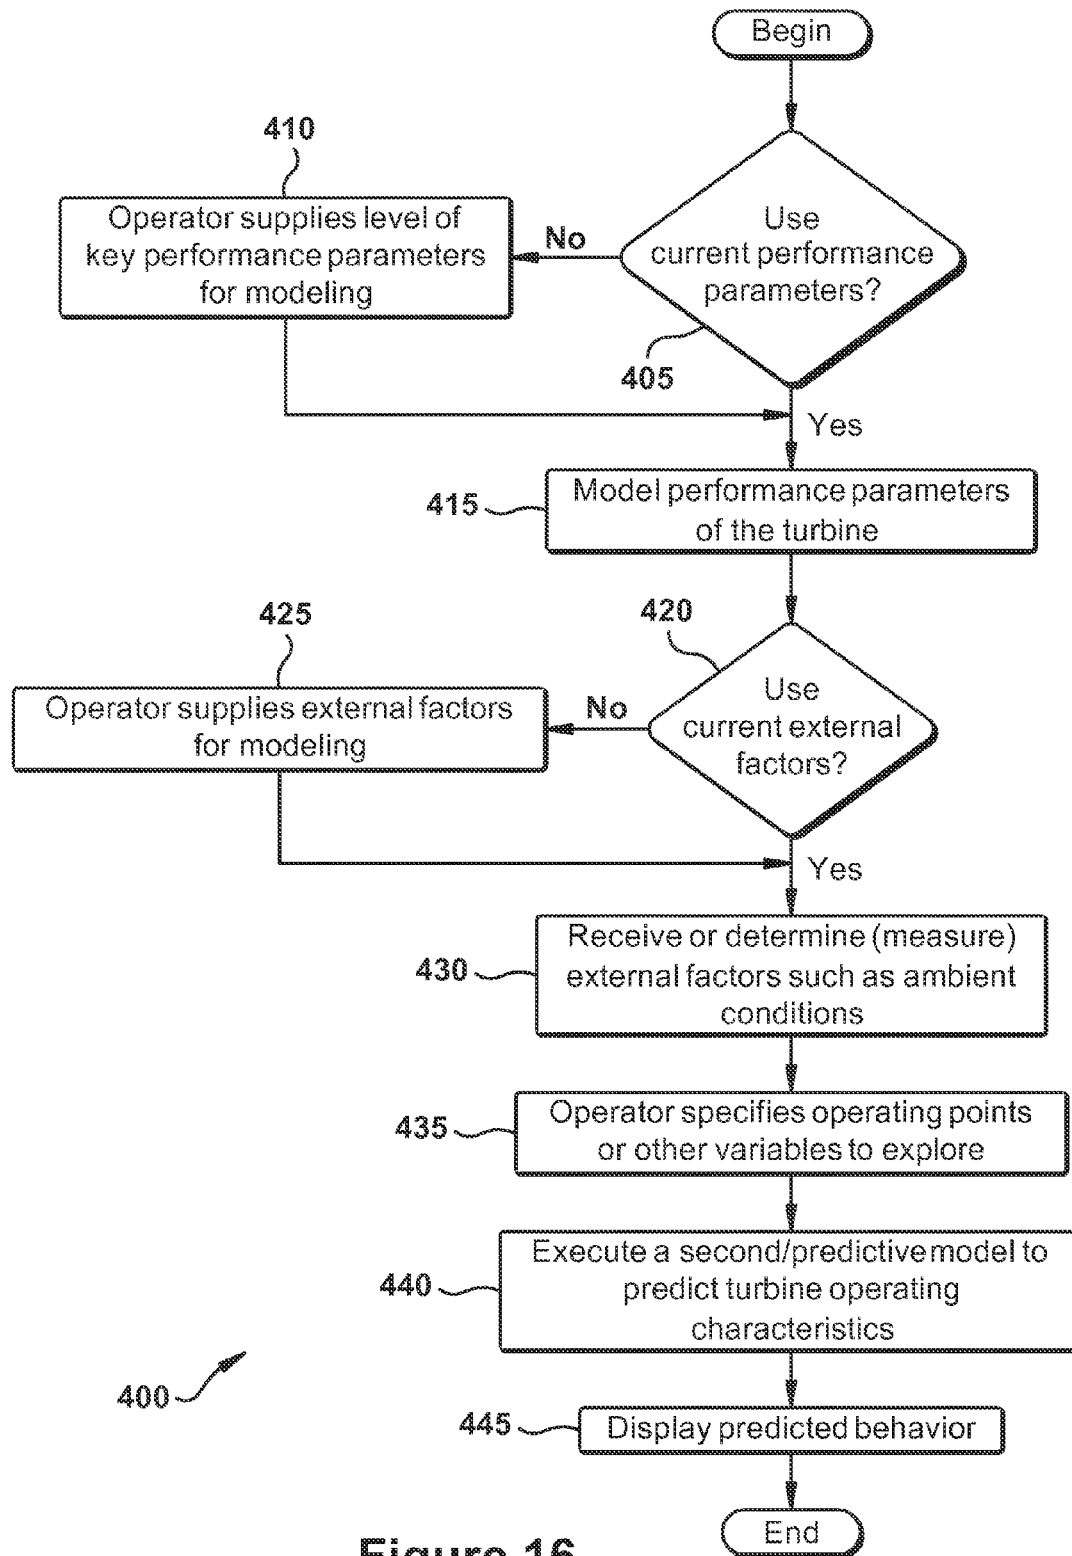 Begin
410
Operator supplies level of
key performance parameters
for modeling
No
Use
current performance
parameters?
405
Yes
415
Model performance parameters
of the turbine
425
420
Operator supplies external factors
for modeling
No
Use
current external
factors?
Yes
430
Receive or determine (measure)
external factors such as ambient
conditions
435
Operator specifies operating points
or other variables to explore
440
Execute a second/predictive model to
predict turbine operating
characteristics
400
445
Display predicted behavior
End
Figure 16